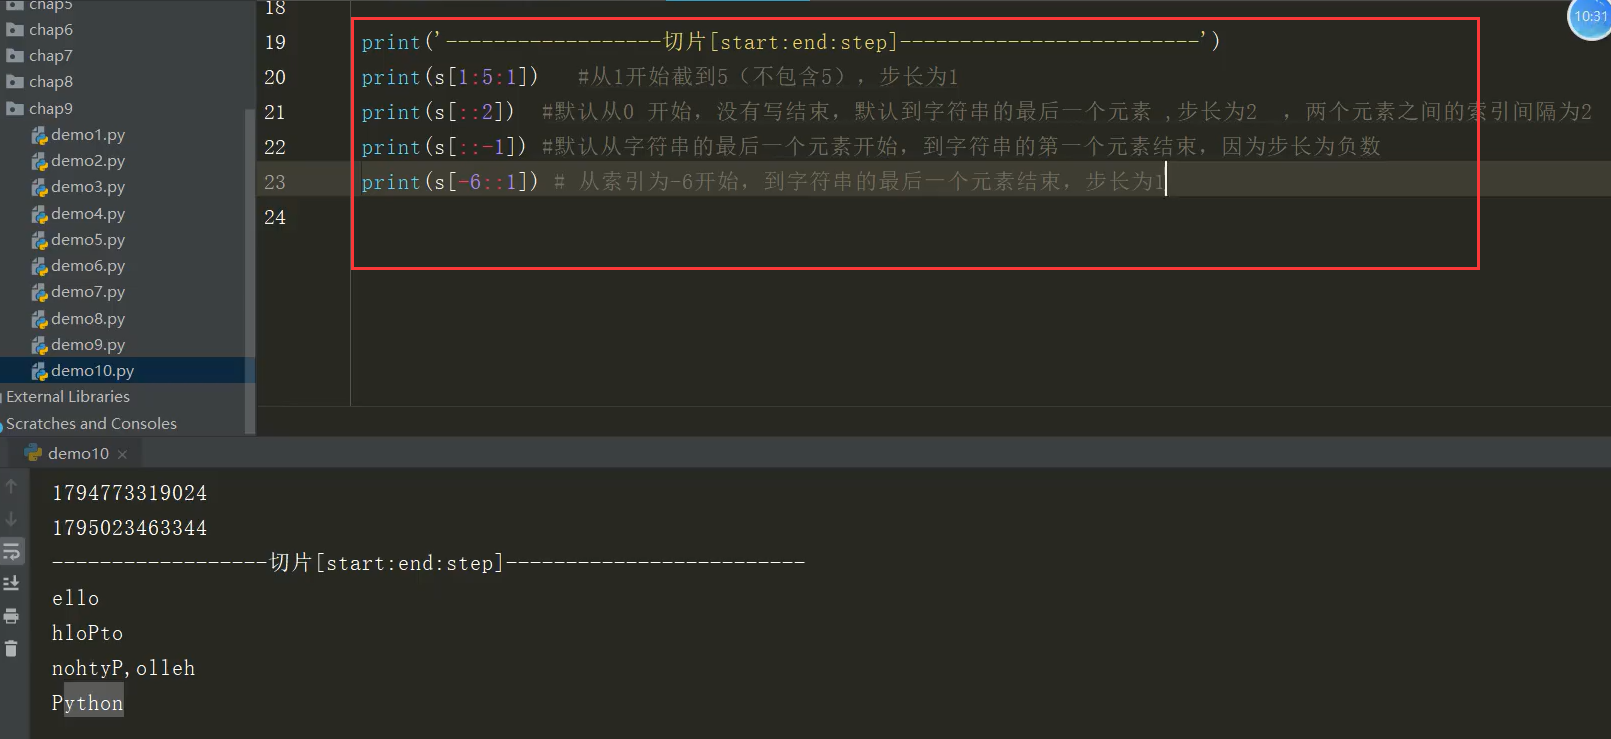 chap5
chap6
chap7
chap8
chap9
demo1.py
demo2.py
demo3.py
demo4.py
demo5.py
demo6.py
demo7.py
demo8.py
demo9.py
demo10.py
External Libraries
Scratches and Consoles
18
19 print('------------------切片[start:end:step]-------------------------')
20 print(s[1:5:1]) #从1开始截到5（不包含5），步长为1
21 print(s[::2]) #默认从0 开始，没有写结束，默认到字符串的最后一个元素 ,步长为2 ，两个元素之间的索引间隔为2
22 print(s[::-1]) #默认从字符串的最后一个元素开始，到字符串的第一个元素结束，因为步长为负数
23 print(s[-6::1]) # 从索引为-6开始，到字符串的最后一个元素结束，步长为1
24
10:31
demo10
1794773319024
1795023463344
------------------切片[start:end:step]-------------------------
ello
hloPto
nohtyP,olleh
Python